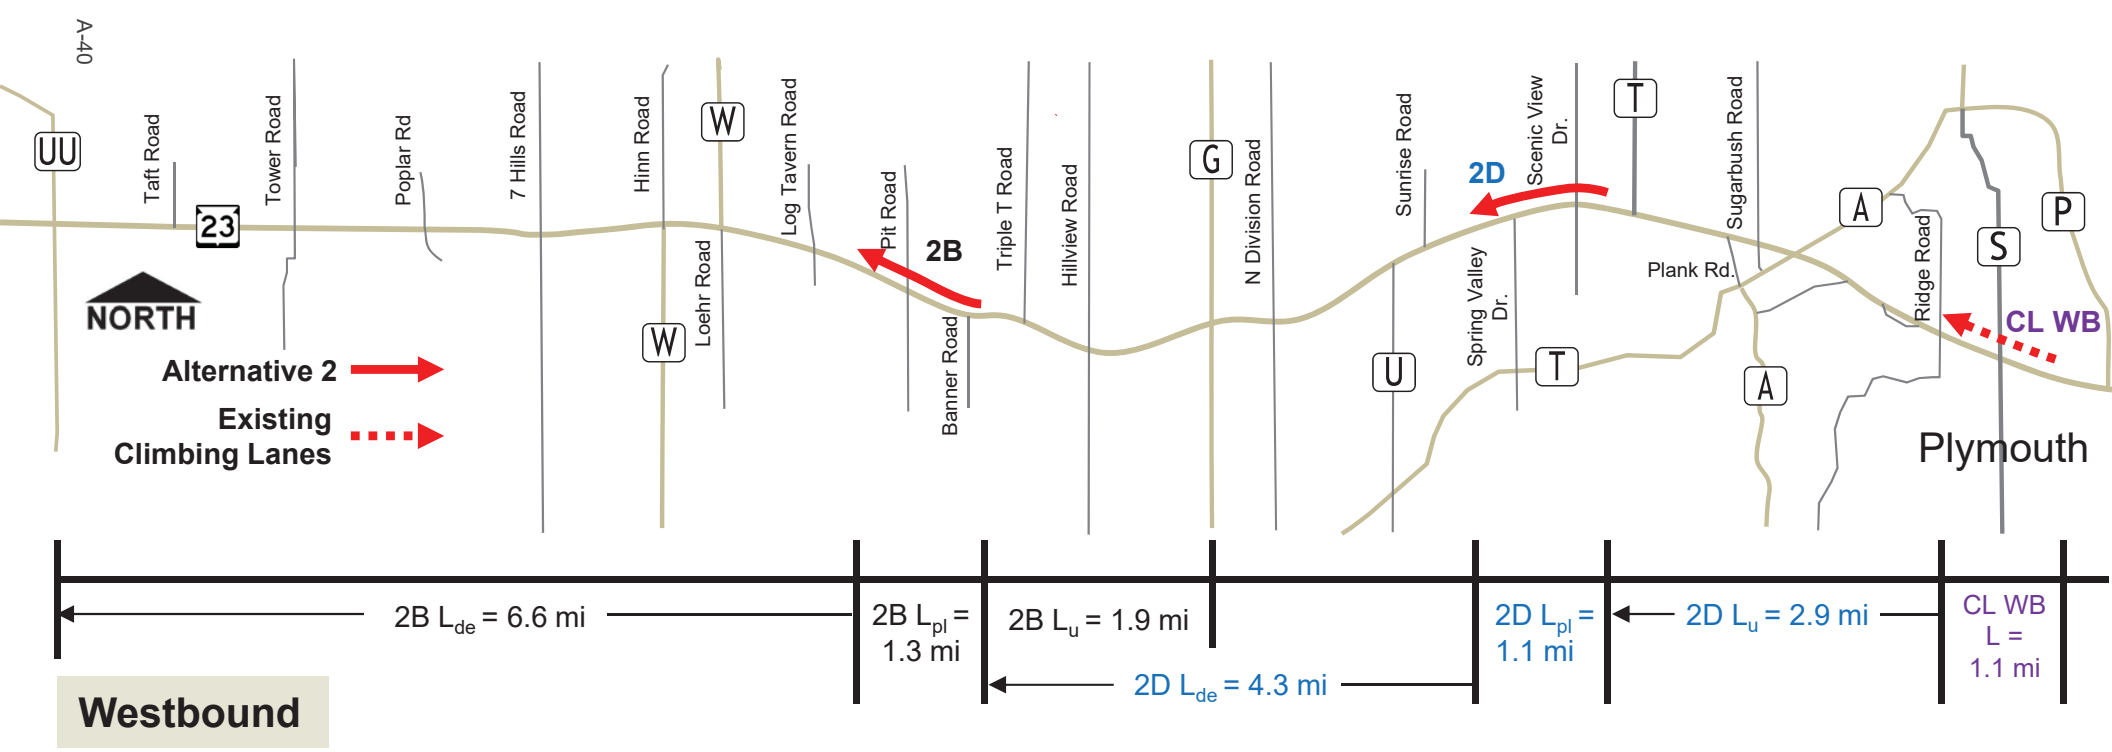 A-40
UU
Taft Road
23
Tower Road
Poplar Rd
7 Hills Road
Hinn Road
W
W
Loehr Road
Log Tavern Road
Pit Road
2B
Banner Road
Triple T Road
Hillview Road
G
N Division Road
Sunrise Road
U
2D
Spring Valley
Dr.
Scenic View
Dr.
T
T
Sugarbush Road
Plank Rd.
A
A
Ridge Road
S
P
CL WB
Plymouth
NORTH
Alternative 2
Existing
Climbing Lanes
2B Lde = 6.6 mi
2B Lpl =
1.3 mi
2B Lu = 1.9 mi
2D Lde = 4.3 mi
2D Lpl =
1.1 mi
2D Lu = 2.9 mi
CL WB
L =
1.1 mi
Westbound